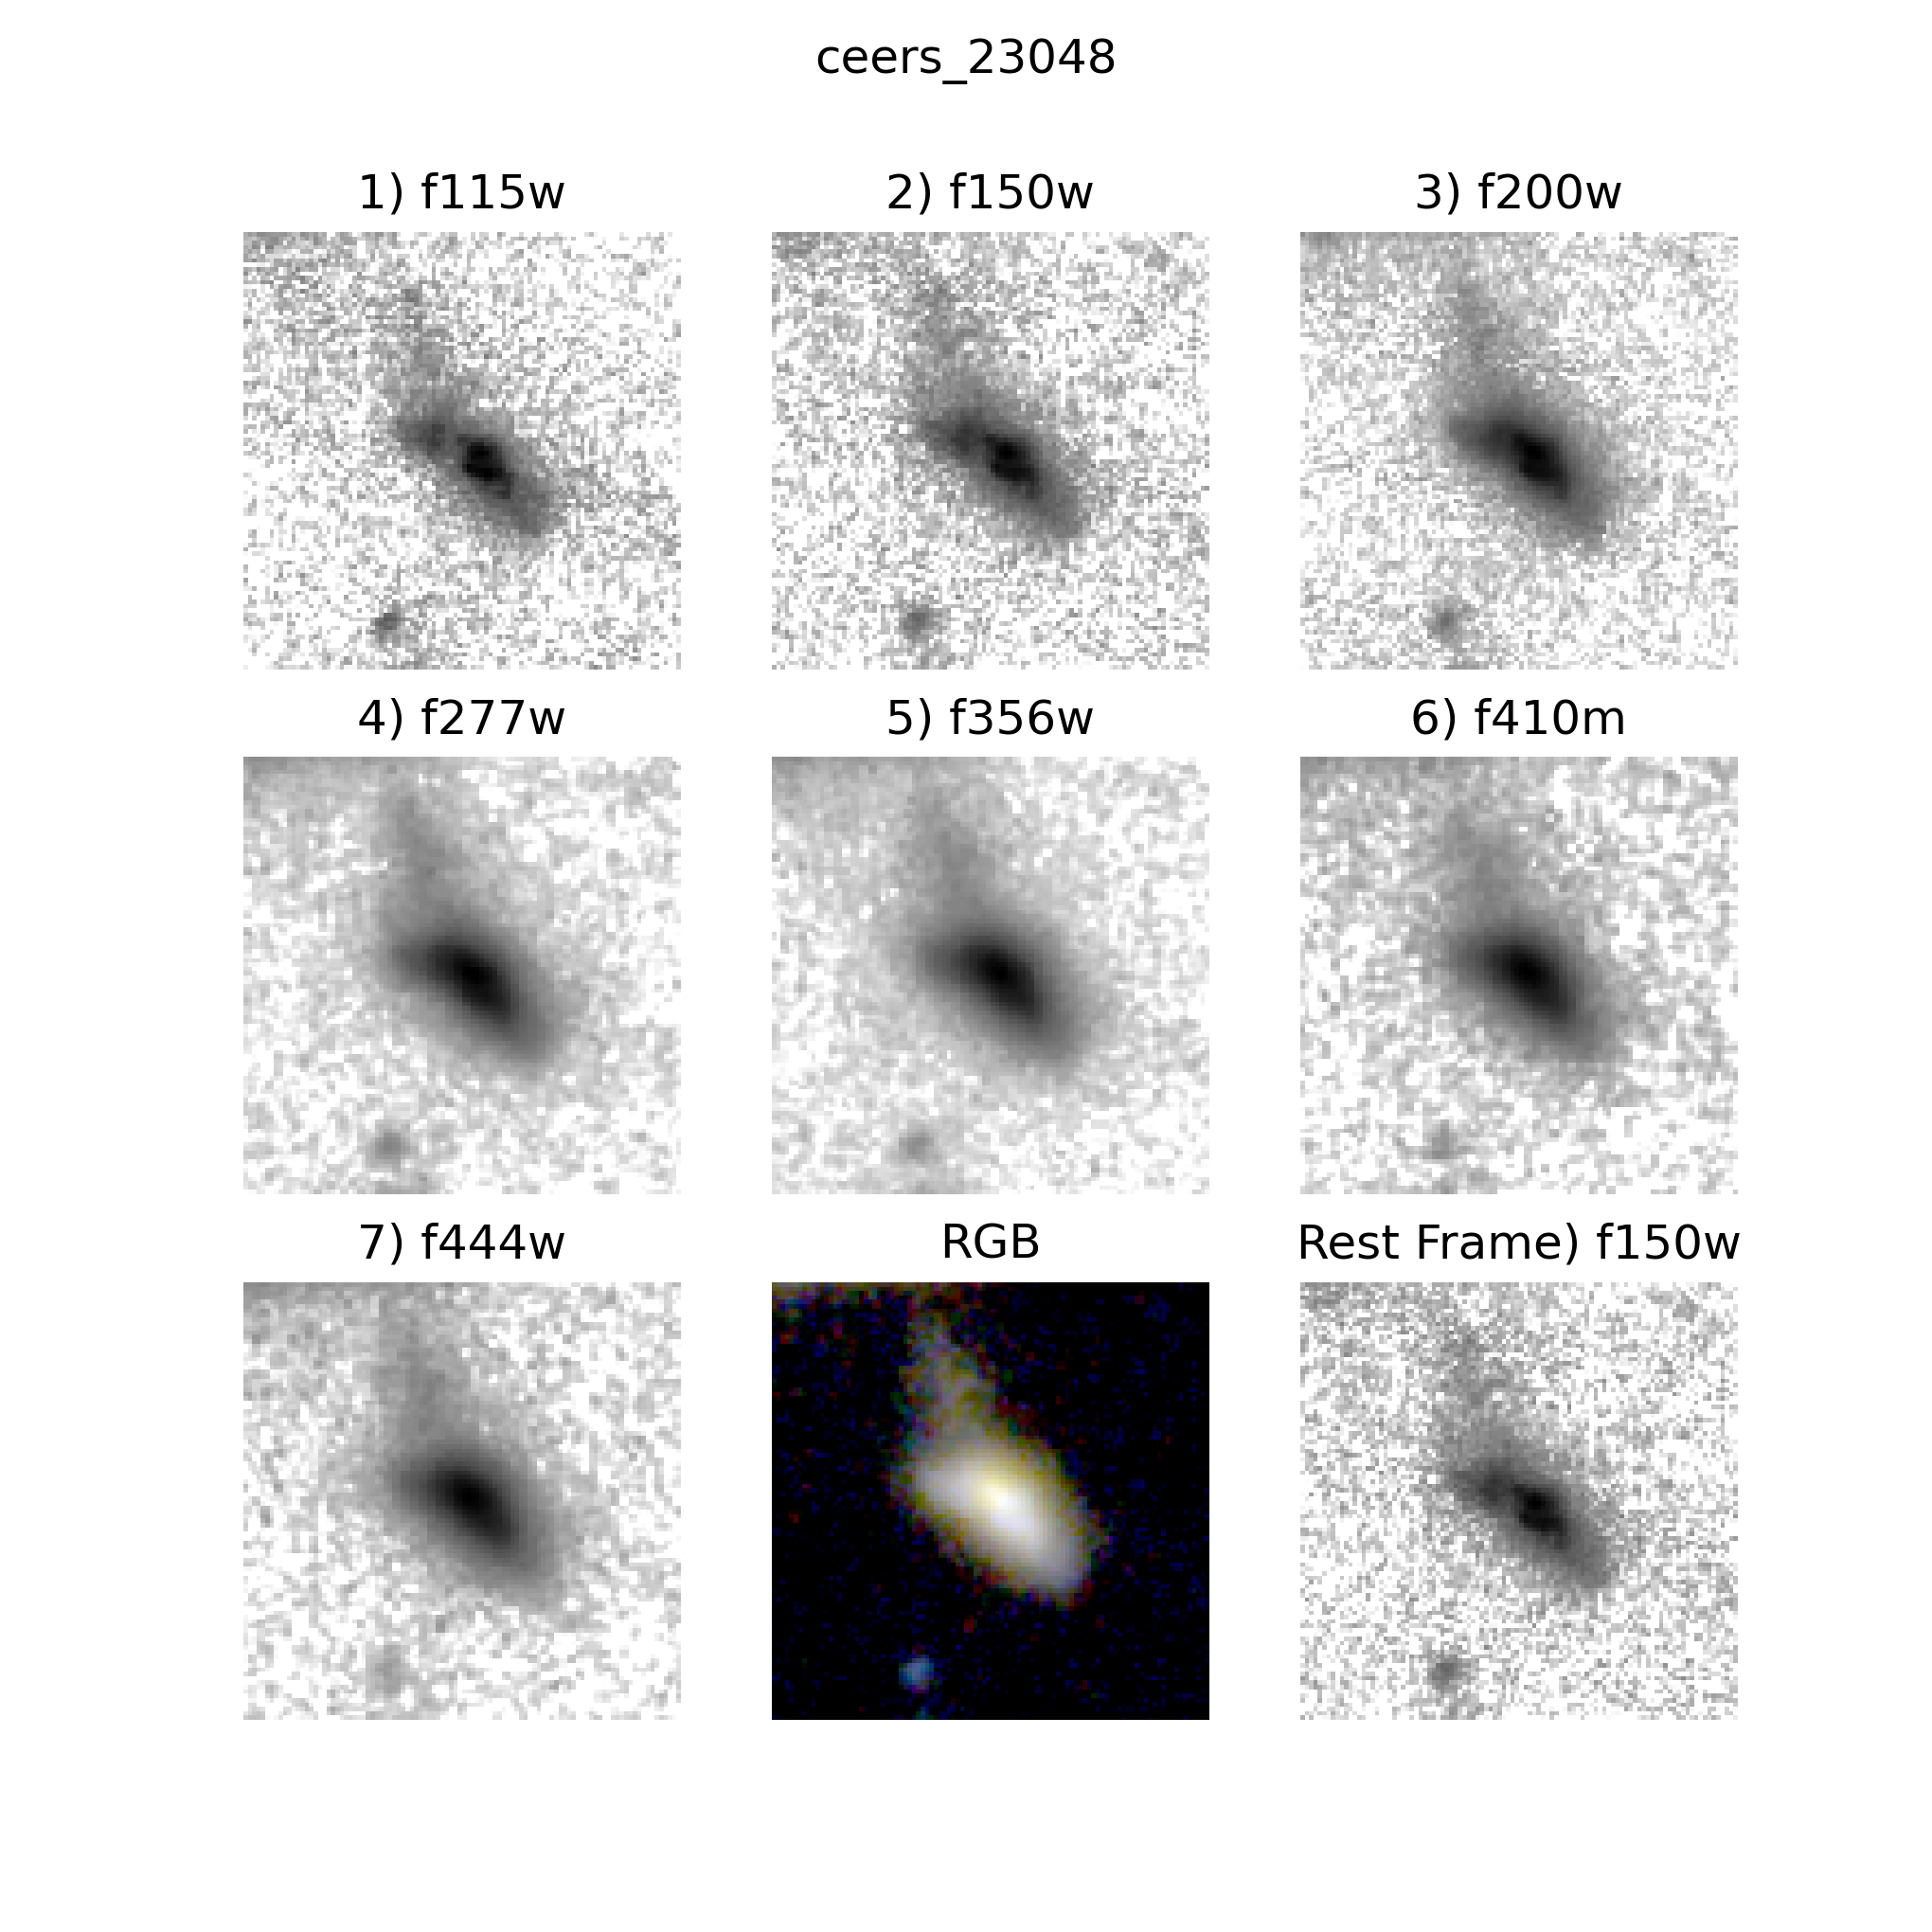 ceers_23048
1) f115w
2) f150w
3) f200w
4) f277w
5) f356w
6) f410m
7) f444w
RGB
Rest Frame) f150w